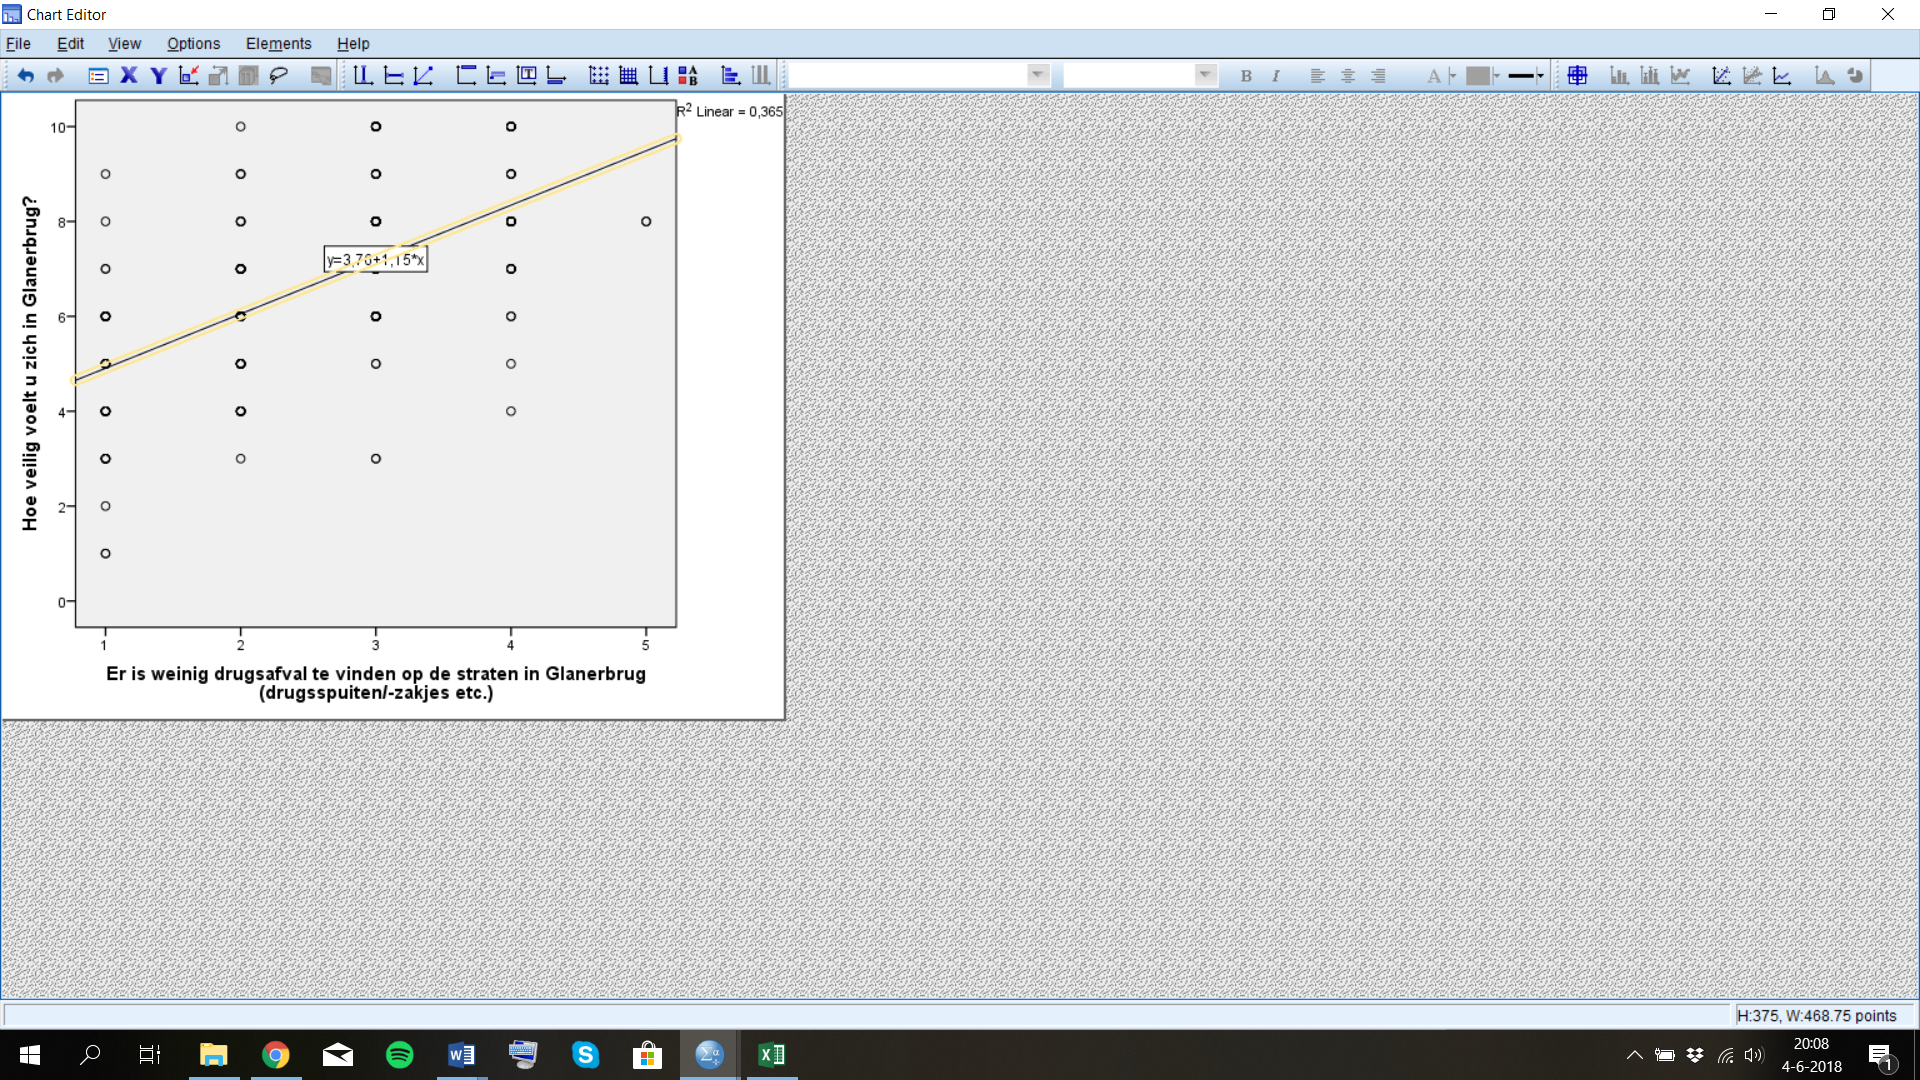 Chart Editor
File Edit View Options Elements Help
B I A
R² Linear = 0,365
10
8
6
4
2
0
Hoe veilig voelt u zich in Glanerbrug?
y=3,76+1,15*x
1 2 3 4 5
Er is weinig drugsafval te vinden op de straten in Glanerbrug
(drugsspuiten/-zakjes etc.)
H:375, W:468.75 points
20:08
4-6-2018
1